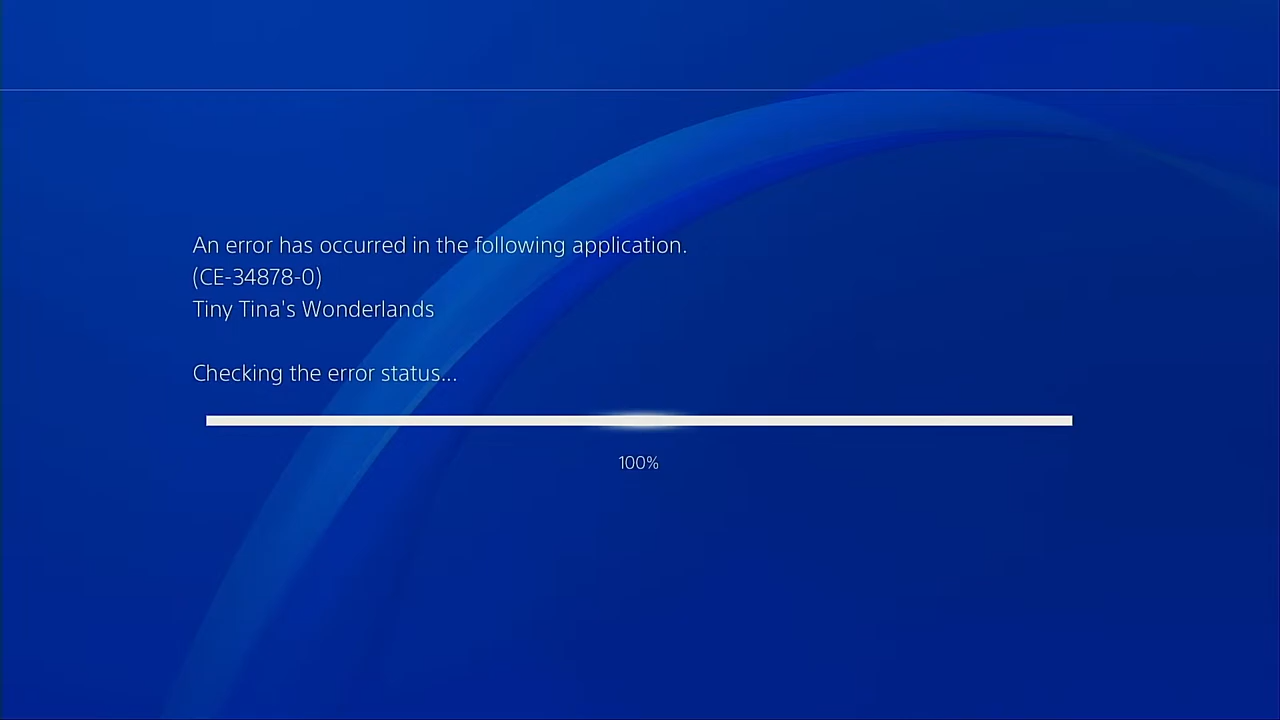 An error has occurred in the following application.
(CE-34878-0)
Tiny Tina's Wonderlands
Checking the error status...
100%